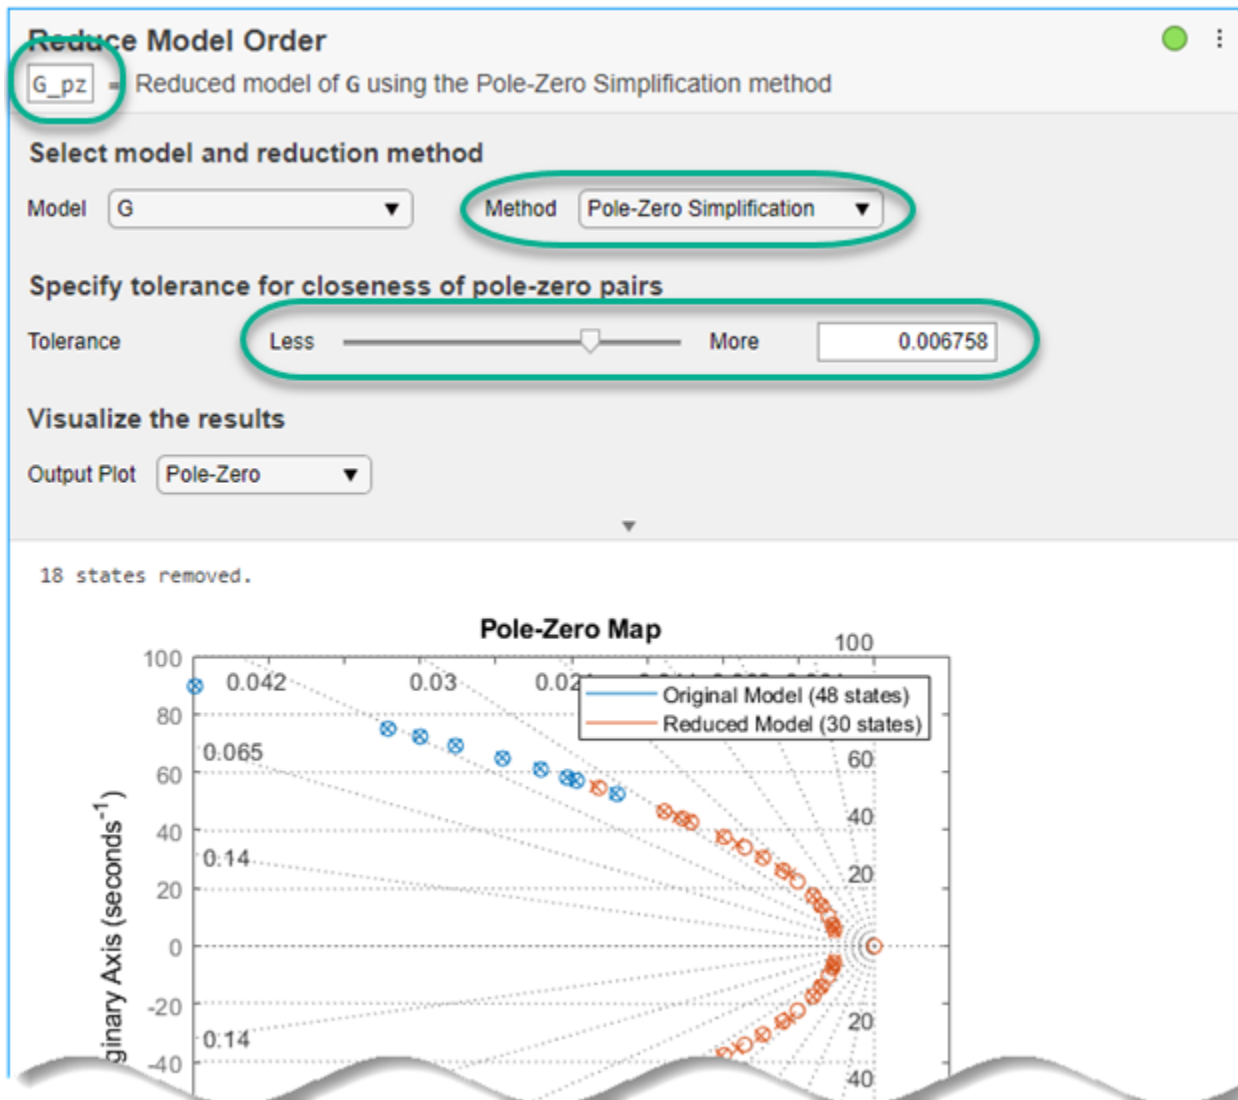 Reduce Model Order
G_pz = Reduced model of G using the Pole-Zero Simplification method
Select model and reduction method
Model G Method Pole-Zero Simplification
Specify tolerance for closeness of pole-zero pairs
Tolerance Less More 0.006758
Visualize the results
Output Plot Pole-Zero
18 states removed.
Pole-Zero Map
100
100
0.042 0.03
Original Model (48 states)
80
Reduced Model (30 states)
0.065 60
60
40 40
0.14
20 20
0
-20 20
0.14
-40 40
Axis (seconds⁻¹)